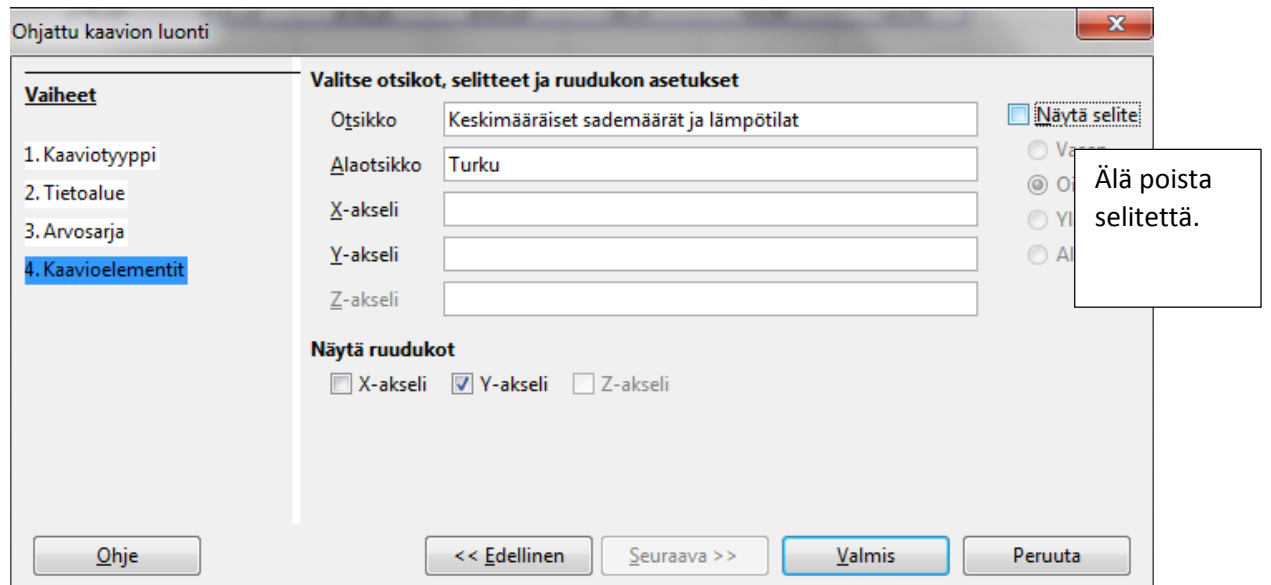 Ohjattu kaavion luonti
Vaiheet
1. Kaaviotyyppi
2. Tietoalue
3. Arvosarja
4. Kaavioelementit
Valitse otsikot, selitteet ja ruudukon asetukset
Otsikko Keskimääräiset sademäärät ja lämpötilat
Alaotsikko Turku
X-akseli
Y-akseli
Z-akseli
Näytä selite
Älä poista
selitettä.
Näytä ruudukot
X-akseli Y-akseli Z-akseli
Ohje << Edellinen Seuraava >> Valmis Peruuta